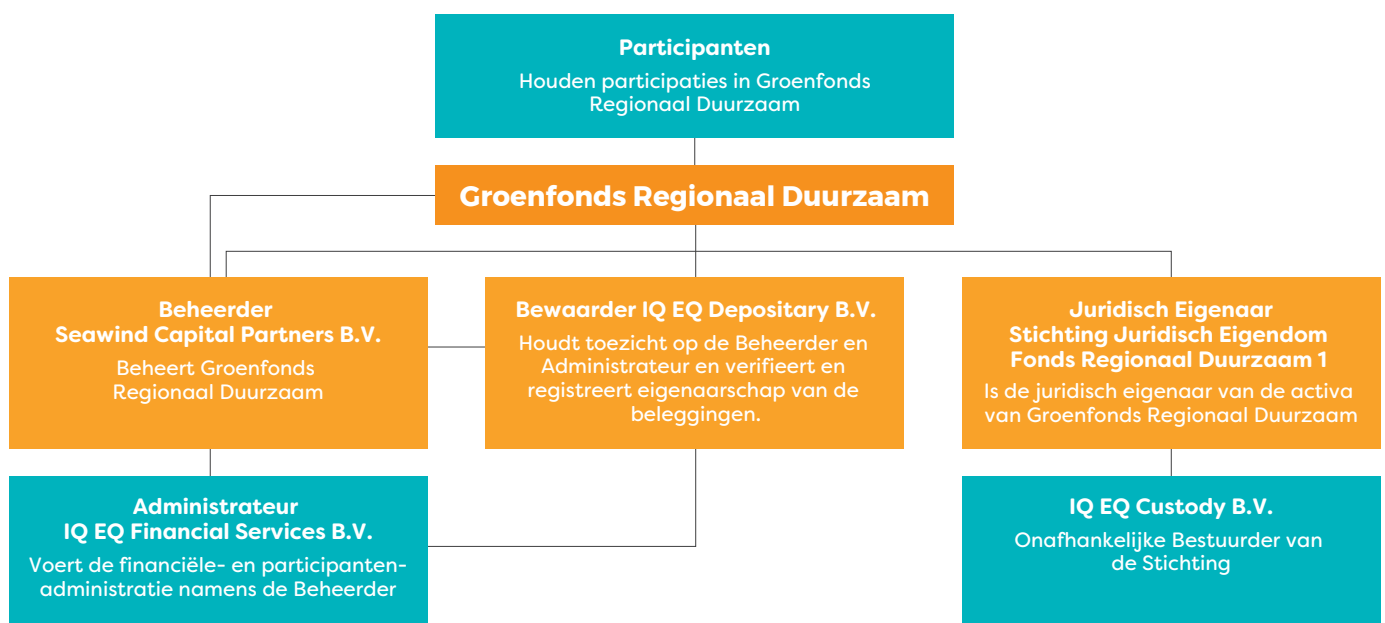 Participanten
Houden participaties in Groenfonds
Regionaal Duurzaam
Groenfonds Regionaal Duurzaam
Beheerder
Seawind Capital Partners B.V.
Beheert Groenfonds
Regionaal Duurzaam
Bewaarder IQ EQ Depositary B.V.
Houdt toezicht op de Beheerder en
Administrateur en verifieert en
registreert eigenaarschap van de
beleggingen.
Juridisch Eigenaar
Stichting Juridisch Eigendom
Fonds Regionaal Duurzaam 1
Is de juridisch eigenaar van de activa
van Groenfonds Regionaal Duurzaam
Administrateur
IQ EQ Financial Services B.V.
Voert de financiële- en participanten-
administratie namens de Beheerder
IQ EQ Custody B.V.
Onafhankelijke Bestuurder van
de Stichting